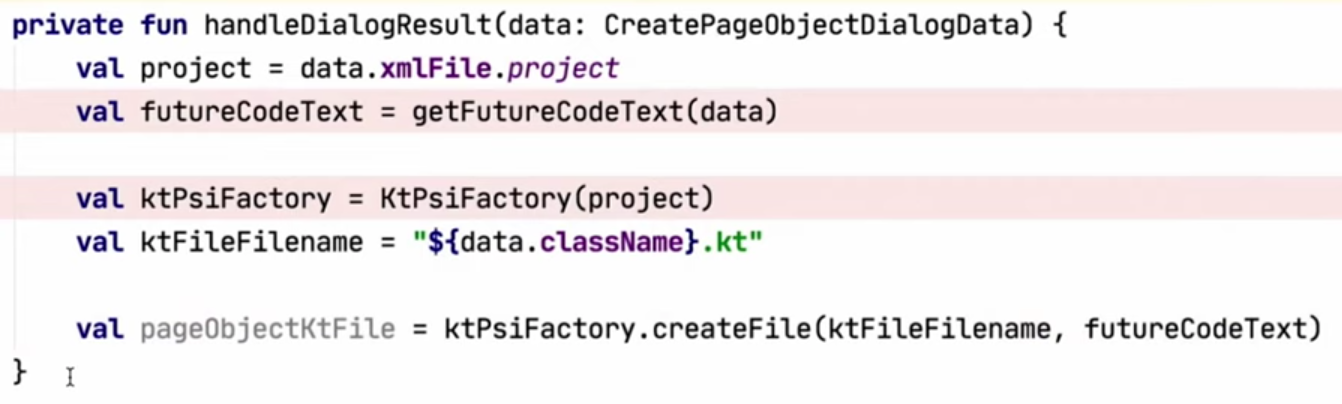 private fun handleDialogResult(data: CreatePageObjectDialogData) {
    val project = data.xmlFile.project
    val futureCodeText = getFutureCodeText(data)
    val ktPsiFactory = KtPsiFactory(project)
    val ktFileFilename = "${data.className}.kt"
    val pageObjectKtFile = ktPsiFactory.createFile(ktFileFilename, futureCodeText)
}